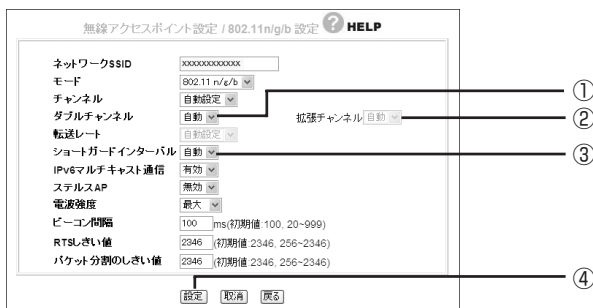 無線アクセスポイント設定 / 802.11n/g/b 設定 ? HELP
ネットワークSSID xxxxxxxxxxxx
モード 802.11 n/g/b
チャンネル 自動設定
ダブルチャンネル 自動 拡張チャンネル 自動
転送レート 自動設定
ショートガードインターバル 自動
IPv6マルチキャスト通信 有効
ステルスAP 無効
電波強度 最大
ビーコン間隔 100 ms(初期値:100, 20~999)
RTSしきい値 2346 (初期値:2346, 256~2346)
パケット分割のしきい値 2346 (初期値:2346, 256~2346)
設定 取消 戻る
①
②
③
④